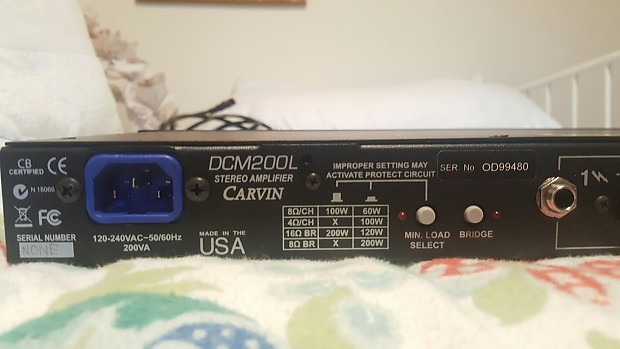 CB
CERTIFIED
CE
N 18066
FC
SERIAL NUMBER
NONE
120-240VAC~50/60Hz
200VA
DCM200L
STEREO AMPLIFIER
CARVIN
MADE IN THE
USA
IMPROPER SETTING MAY
ACTIVATE PROTECT CIRCUIT
8Ω/CH 100W 60W
4Ω/CH X 100W
16Ω BR 200W 120W
8Ω BR X 200W
MIN. LOAD
SELECT
BRIDGE
SER. No OD99480
1